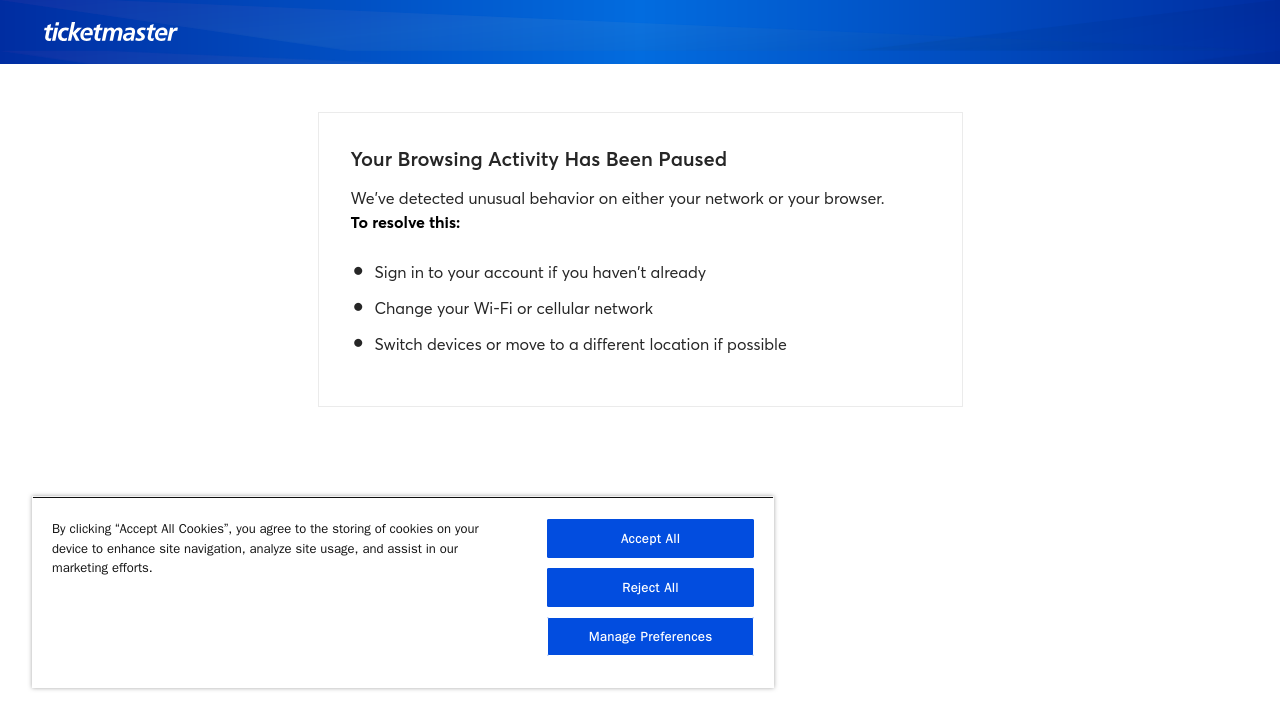 ticketmaster
Your Browsing Activity Has Been Paused
We've detected unusual behavior on either your network or your browser.
To resolve this:
Sign in to your account if you haven't already
Change your Wi-Fi or cellular network
Switch devices or move to a different location if possible
By clicking “Accept All Cookies”, you agree to the storing of cookies on your
device to enhance site navigation, analyze site usage, and assist in our
marketing efforts.
Accept All
Reject All
Manage Preferences